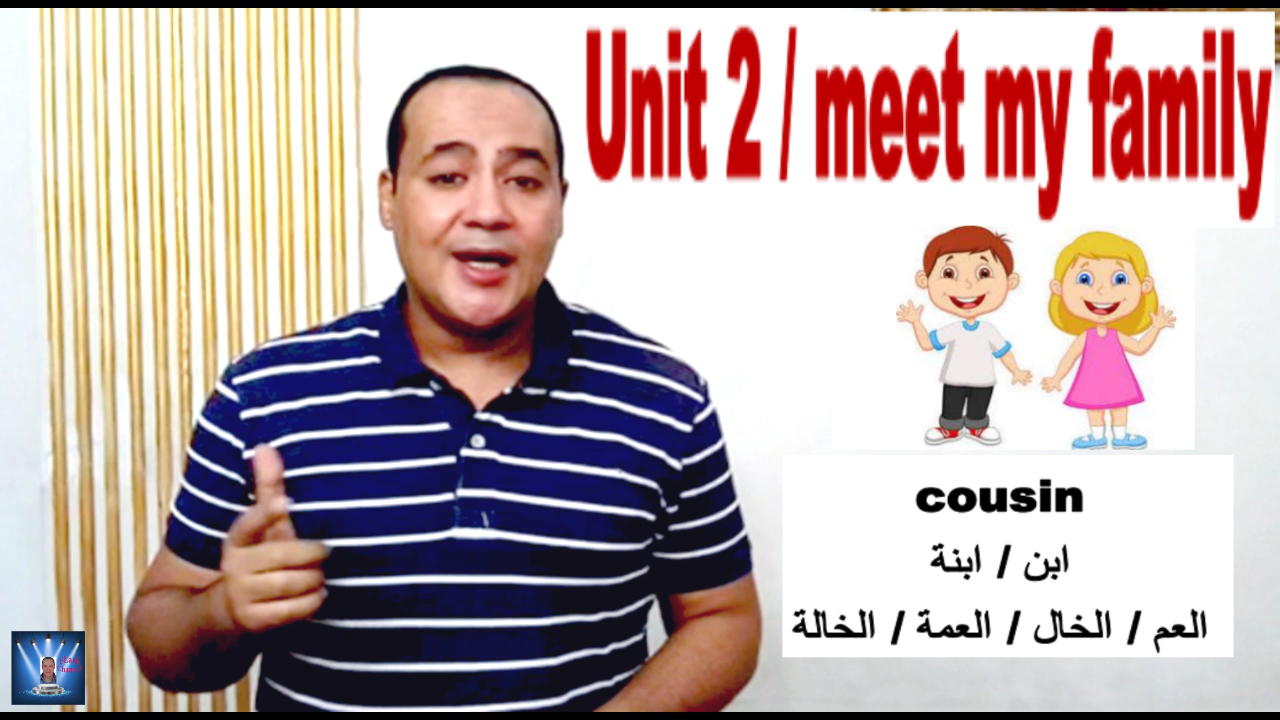 Unit 2 / meet my family
cousin
ابن / ابنة
العم / الخال / العمة / الخالة